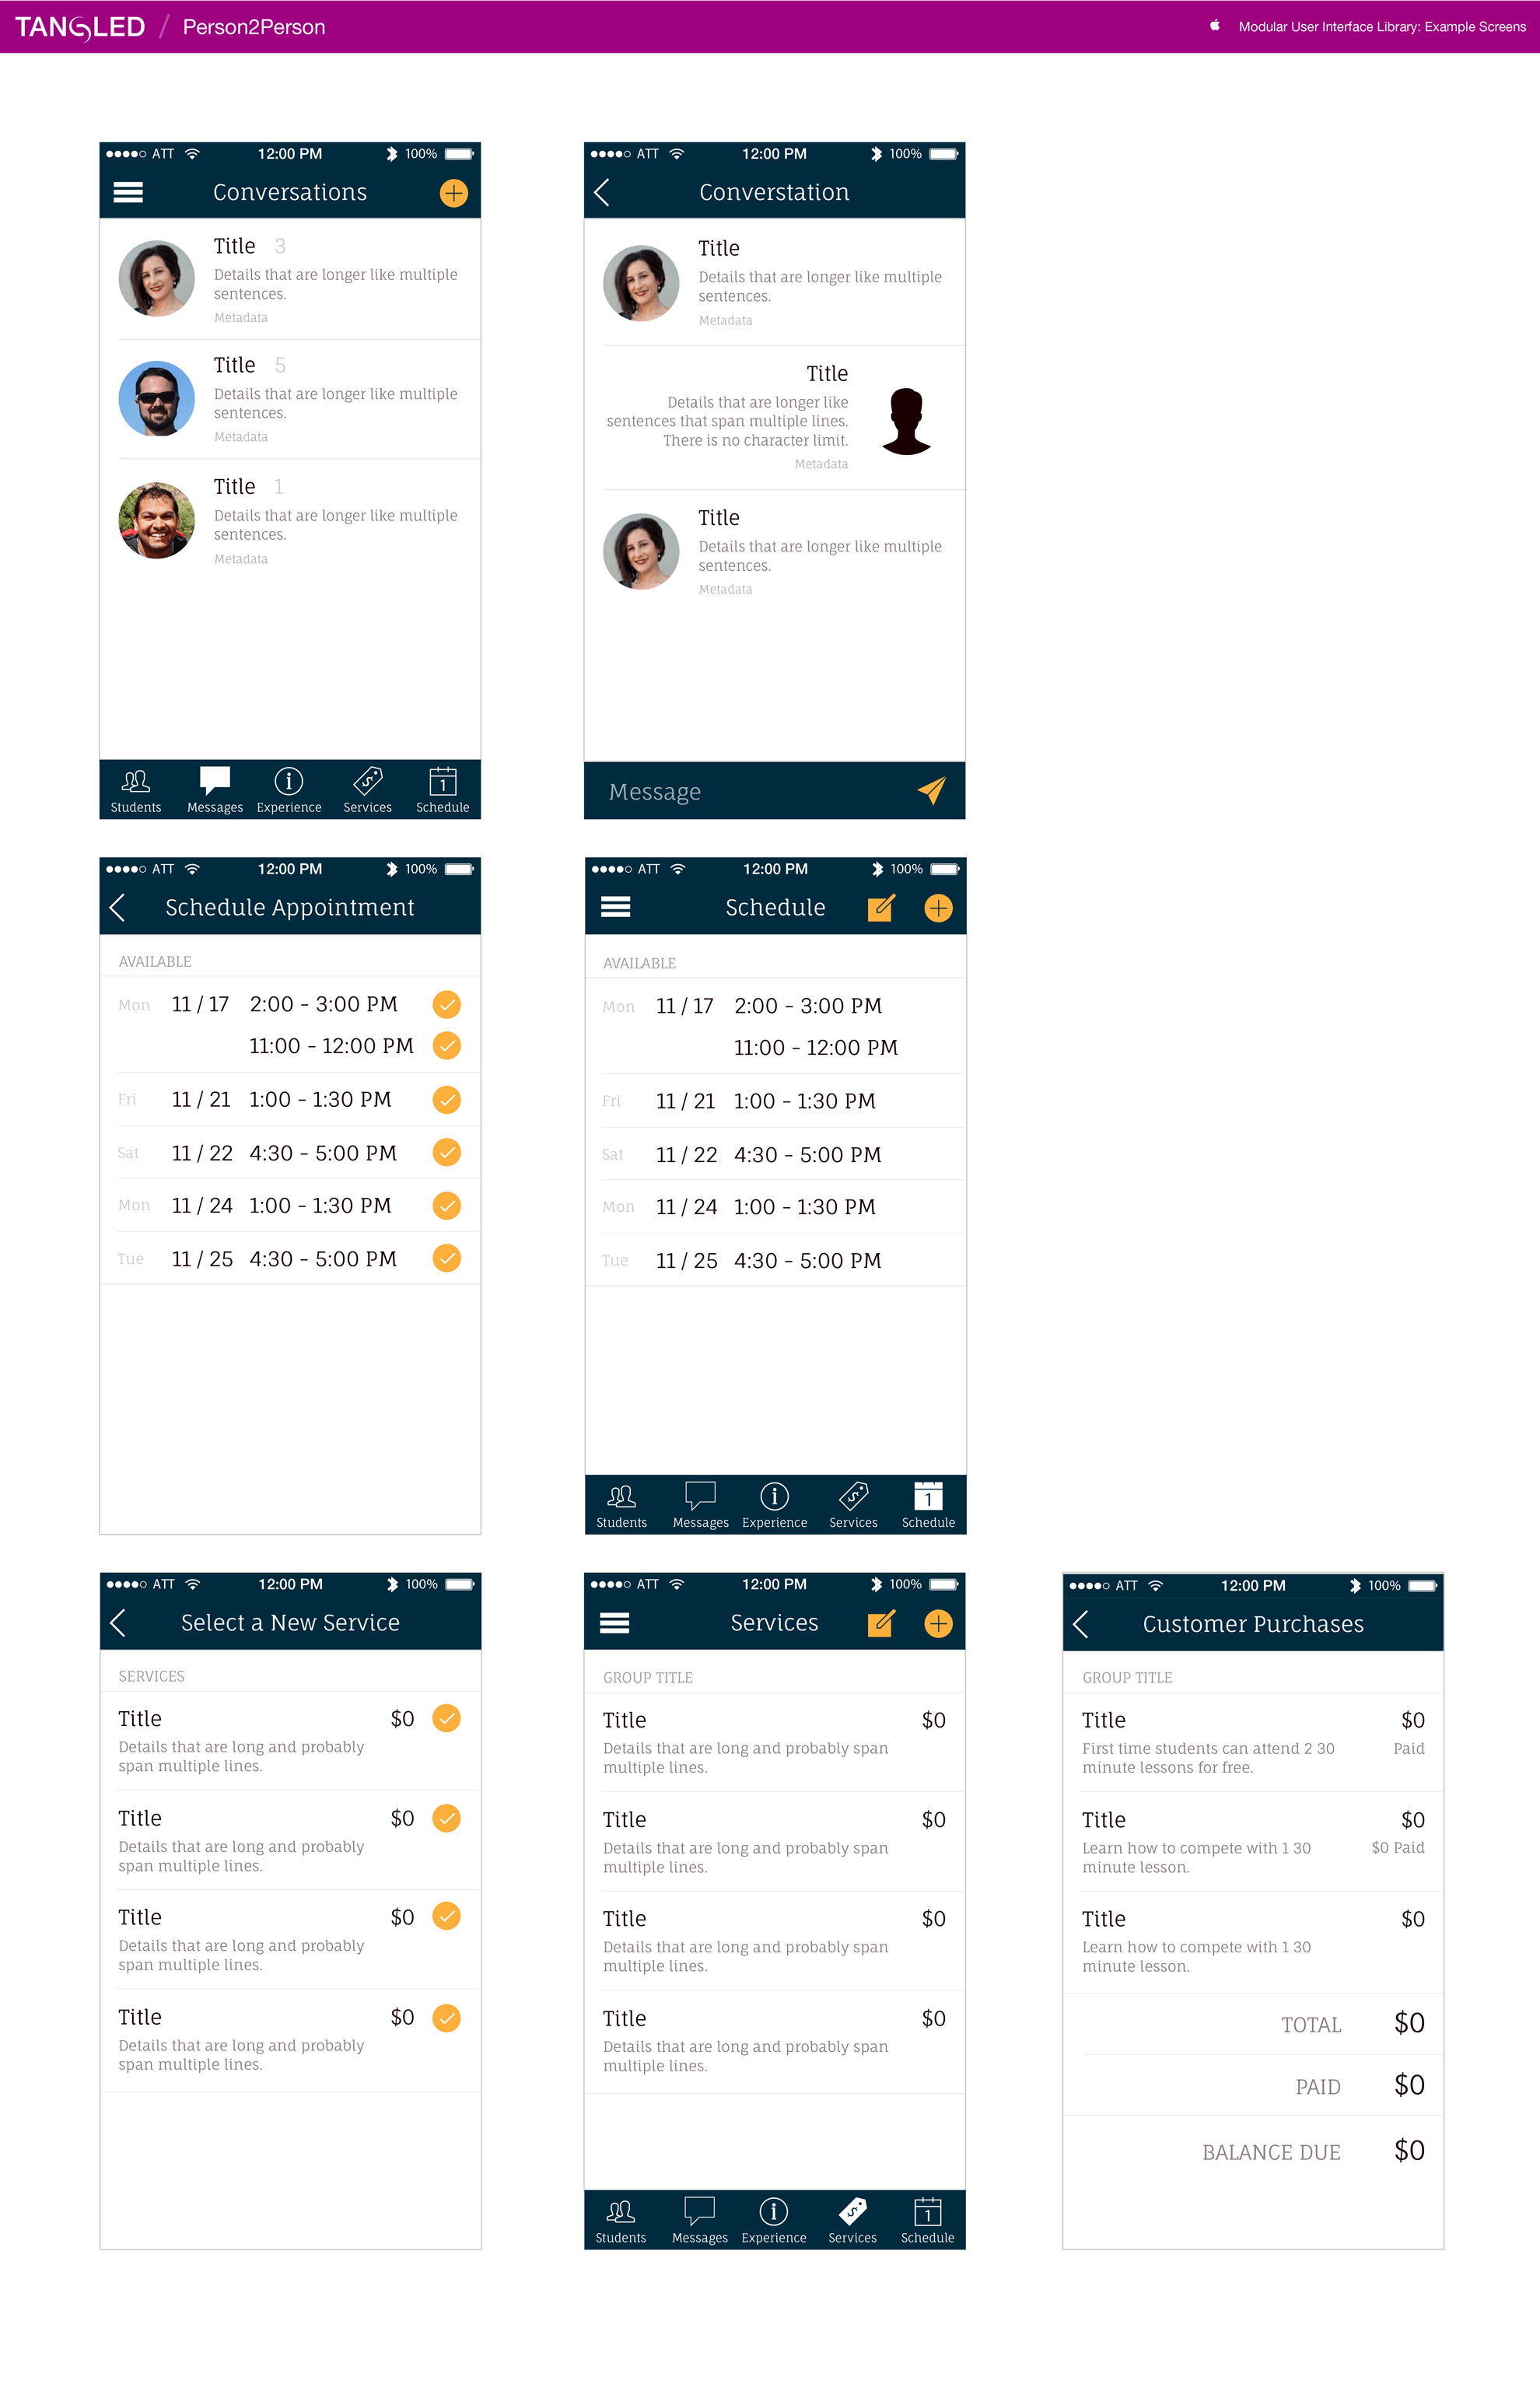 TANGLED / Person2Person
Modular User Interface Library: Example Screens
ATT 12:00 PM 100%
Conversations
Title 3
Details that are longer like multiple
sentences.
Metadata
Title 5
Details that are longer like multiple
sentences.
Metadata
Title 1
Details that are longer like multiple
sentences.
Metadata
Students Messages Experience Services Schedule
1
ATT 12:00 PM 100%
Converstation
Title
Details that are longer like multiple
sentences.
Metadata
Title
Details that are longer like
sentences that span multiple lines.
There is no character limit.
Metadata
Title
Details that are longer like multiple
sentences.
Metadata
Message
ATT 12:00 PM 100%
Schedule Appointment
AVAILABLE
Mon 11 / 17 2:00 - 3:00 PM
11:00 - 12:00 PM
Fri 11 / 21 1:00 - 1:30 PM
Sat 11 / 22 4:30 - 5:00 PM
Mon 11 / 24 1:00 - 1:30 PM
Tue 11 / 25 4:30 - 5:00 PM
ATT 12:00 PM 100%
Schedule
AVAILABLE
Mon 11 / 17 2:00 - 3:00 PM
11:00 - 12:00 PM
Fri 11 / 21 1:00 - 1:30 PM
Sat 11 / 22 4:30 - 5:00 PM
Mon 11 / 24 1:00 - 1:30 PM
Tue 11 / 25 4:30 - 5:00 PM
1
Students Messages Experience Services Schedule
ATT 12:00 PM 100%
Select a New Service
SERVICES
Title $0
Details that are long and probably
span multiple lines.
Title $0
Details that are long and probably
span multiple lines.
Title $0
Details that are long and probably
span multiple lines.
Title $0
Details that are long and probably
span multiple lines.
ATT 12:00 PM 100%
Services
GROUP TITLE
Title $0
Details that are long and probably span
multiple lines.
Title $0
Details that are long and probably span
multiple lines.
Title $0
Details that are long and probably span
multiple lines.
Title $0
Details that are long and probably span
multiple lines.
1
Students Messages Experience Services Schedule
ATT 12:00 PM 100%
Customer Purchases
GROUP TITLE
Title $0
First time students can attend 2 30 Paid
minute lessons for free.
Title $0
Learn how to compete with 1 30 $0 Paid
minute lesson.
Title $0
Learn how to compete with 1 30
minute lesson.
TOTAL $0
PAID $0
BALANCE DUE $0